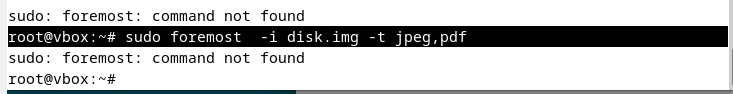 sudo: foremost: command not found
root@vbox:~# sudo foremost  -i disk.img -t jpeg,pdf
sudo: foremost: command not found
root@vbox:~#